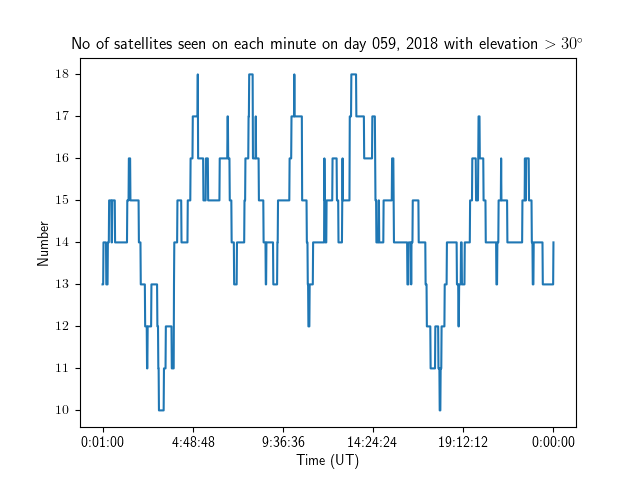 No of satellites seen on each minute on day 059, 2018 with elevation > 30°
18
17
16
15
14
13
12
11
10
Number
0:01:00 4:48:48 9:36:36 14:24:24 19:12:12 0:00:00
Time (UT)